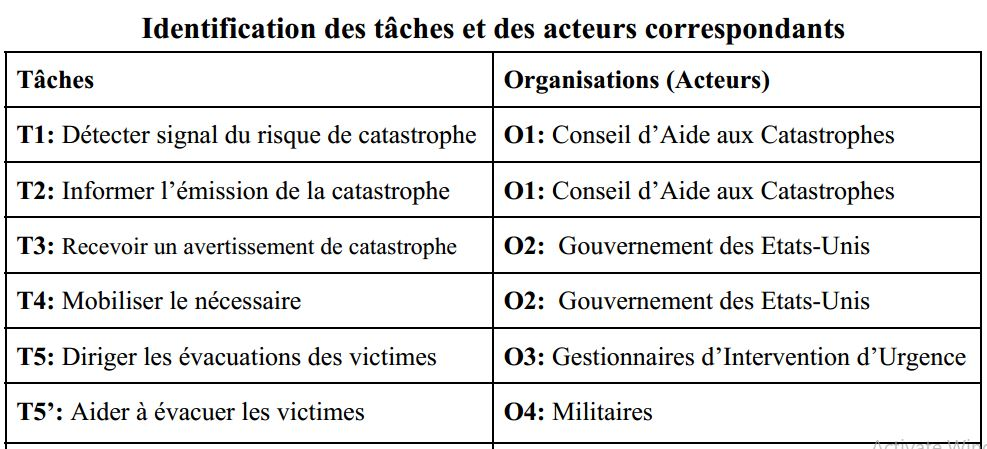 Identification des tâches et des acteurs correspondants
Tâches Organisations (Acteurs)
T1: Détecter signal du risque de catastrophe O1: Conseil d’Aide aux Catastrophes
T2: Informer l’émission de la catastrophe O1: Conseil d’Aide aux Catastrophes
T3: Recevoir un avertissement de catastrophe O2: Gouvernement des Etats-Unis
T4: Mobiliser le nécessaire O2: Gouvernement des Etats-Unis
T5: Diriger les évacuations des victimes O3: Gestionnaires d’Intervention d’Urgence
T5’: Aider à évacuer les victimes O4: Militaires